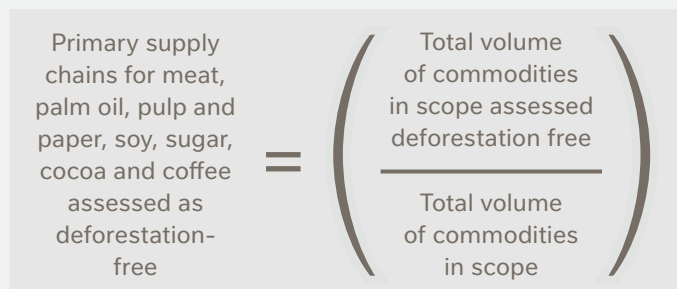 Primary supply
chains for meat,
palm oil, pulp and
paper, soy, sugar,
cocoa and coffee
assessed as
deforestation-
free
=
Total volume
of commodities
in scope assessed
deforestation free
Total volume
of commodities
in scope